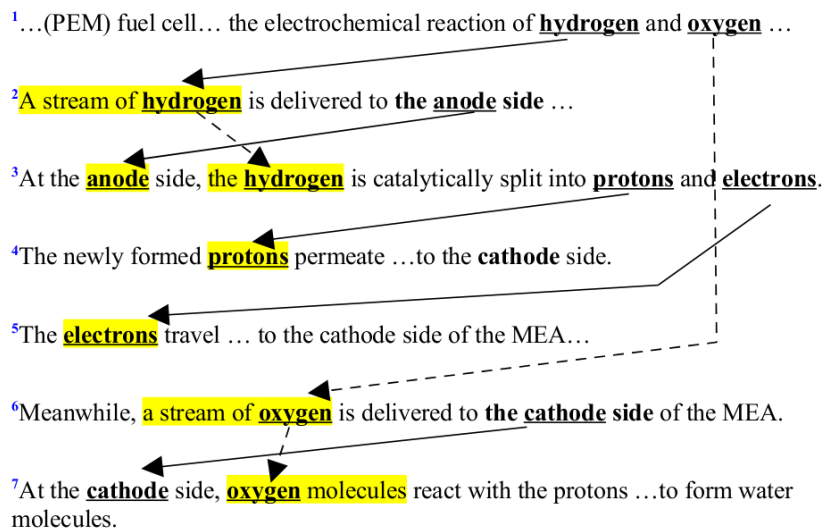 1…(PEM) fuel cell… the electrochemical reaction of hydrogen and oxygen …
2A stream of hydrogen is delivered to the anode side …
3At the anode side, the hydrogen is catalytically split into protons and electrons.
4The newly formed protons permeate …to the cathode side.
5The electrons travel … to the cathode side of the MEA…
6Meanwhile, a stream of oxygen is delivered to the cathode side of the MEA.
7At the cathode side, oxygen molecules react with the protons …to form water
molecules.